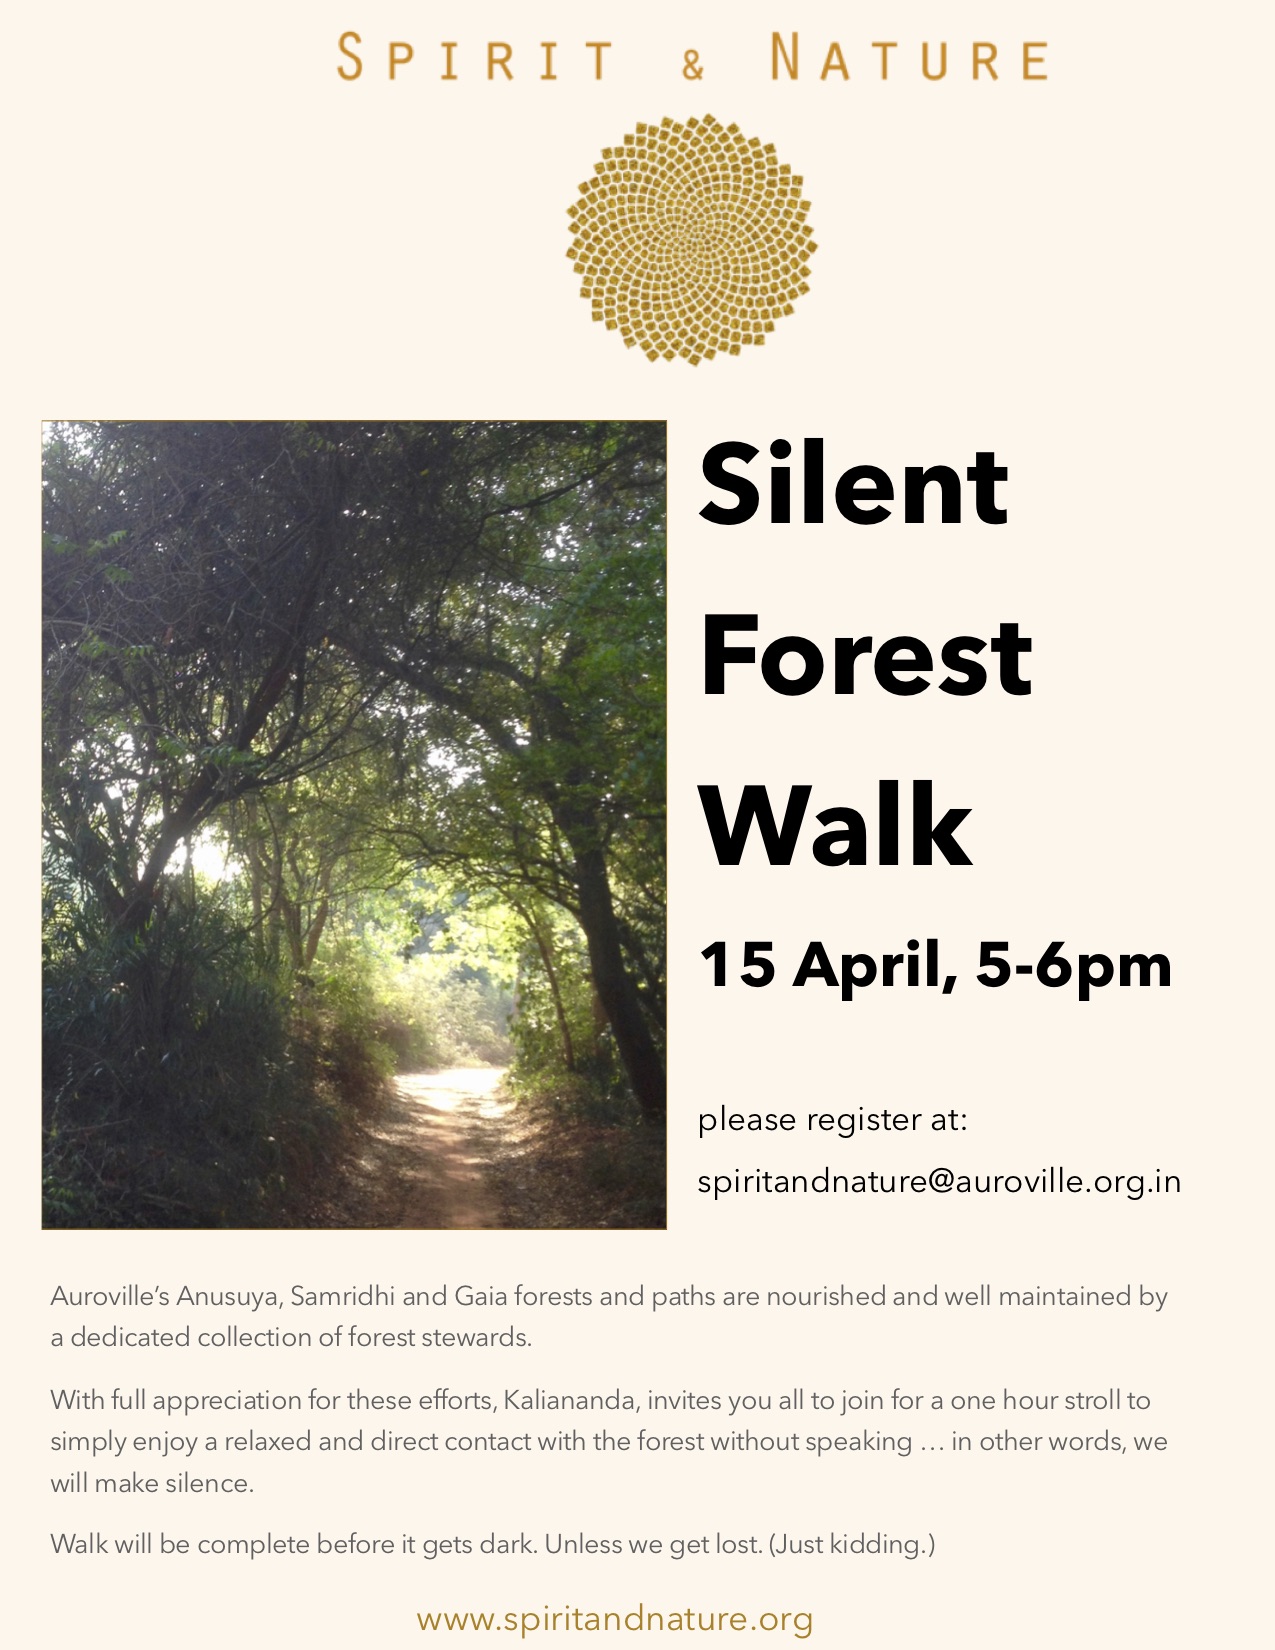 Spirit & Nature
Silent
Forest
Walk
15 April, 5-6pm
please register at:
spiritandnature@auroville.org.in
Auroville’s Anusuya, Samridhi and Gaia forests and paths are nourished and well maintained by
a dedicated collection of forest stewards.
With full appreciation for these efforts, Kaliananda, invites you all to join for a one hour stroll to
simply enjoy a relaxed and direct contact with the forest without speaking … in other words, we
will make silence.
Walk will be complete before it gets dark. Unless we get lost. (Just kidding.)
www.spiritandnature.org